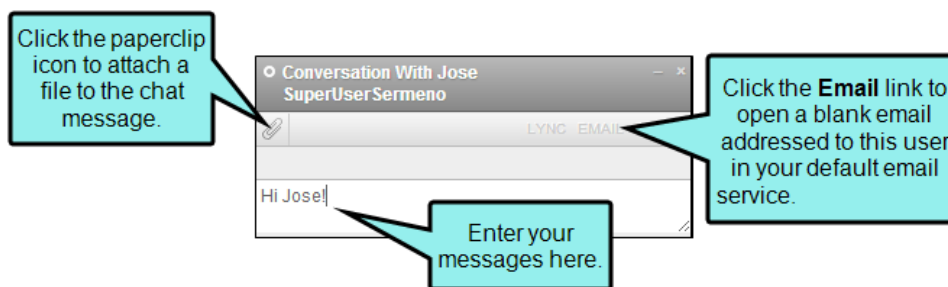 Click the paperclip
icon to attach a
file to the chat
message.
Conversation With Jose
SuperUserSermeno
LYNC EMAIL
Click the Email link to
open a blank email
addressed to this user
in your default email
service.
Hi Jose!
Enter your
messages here.